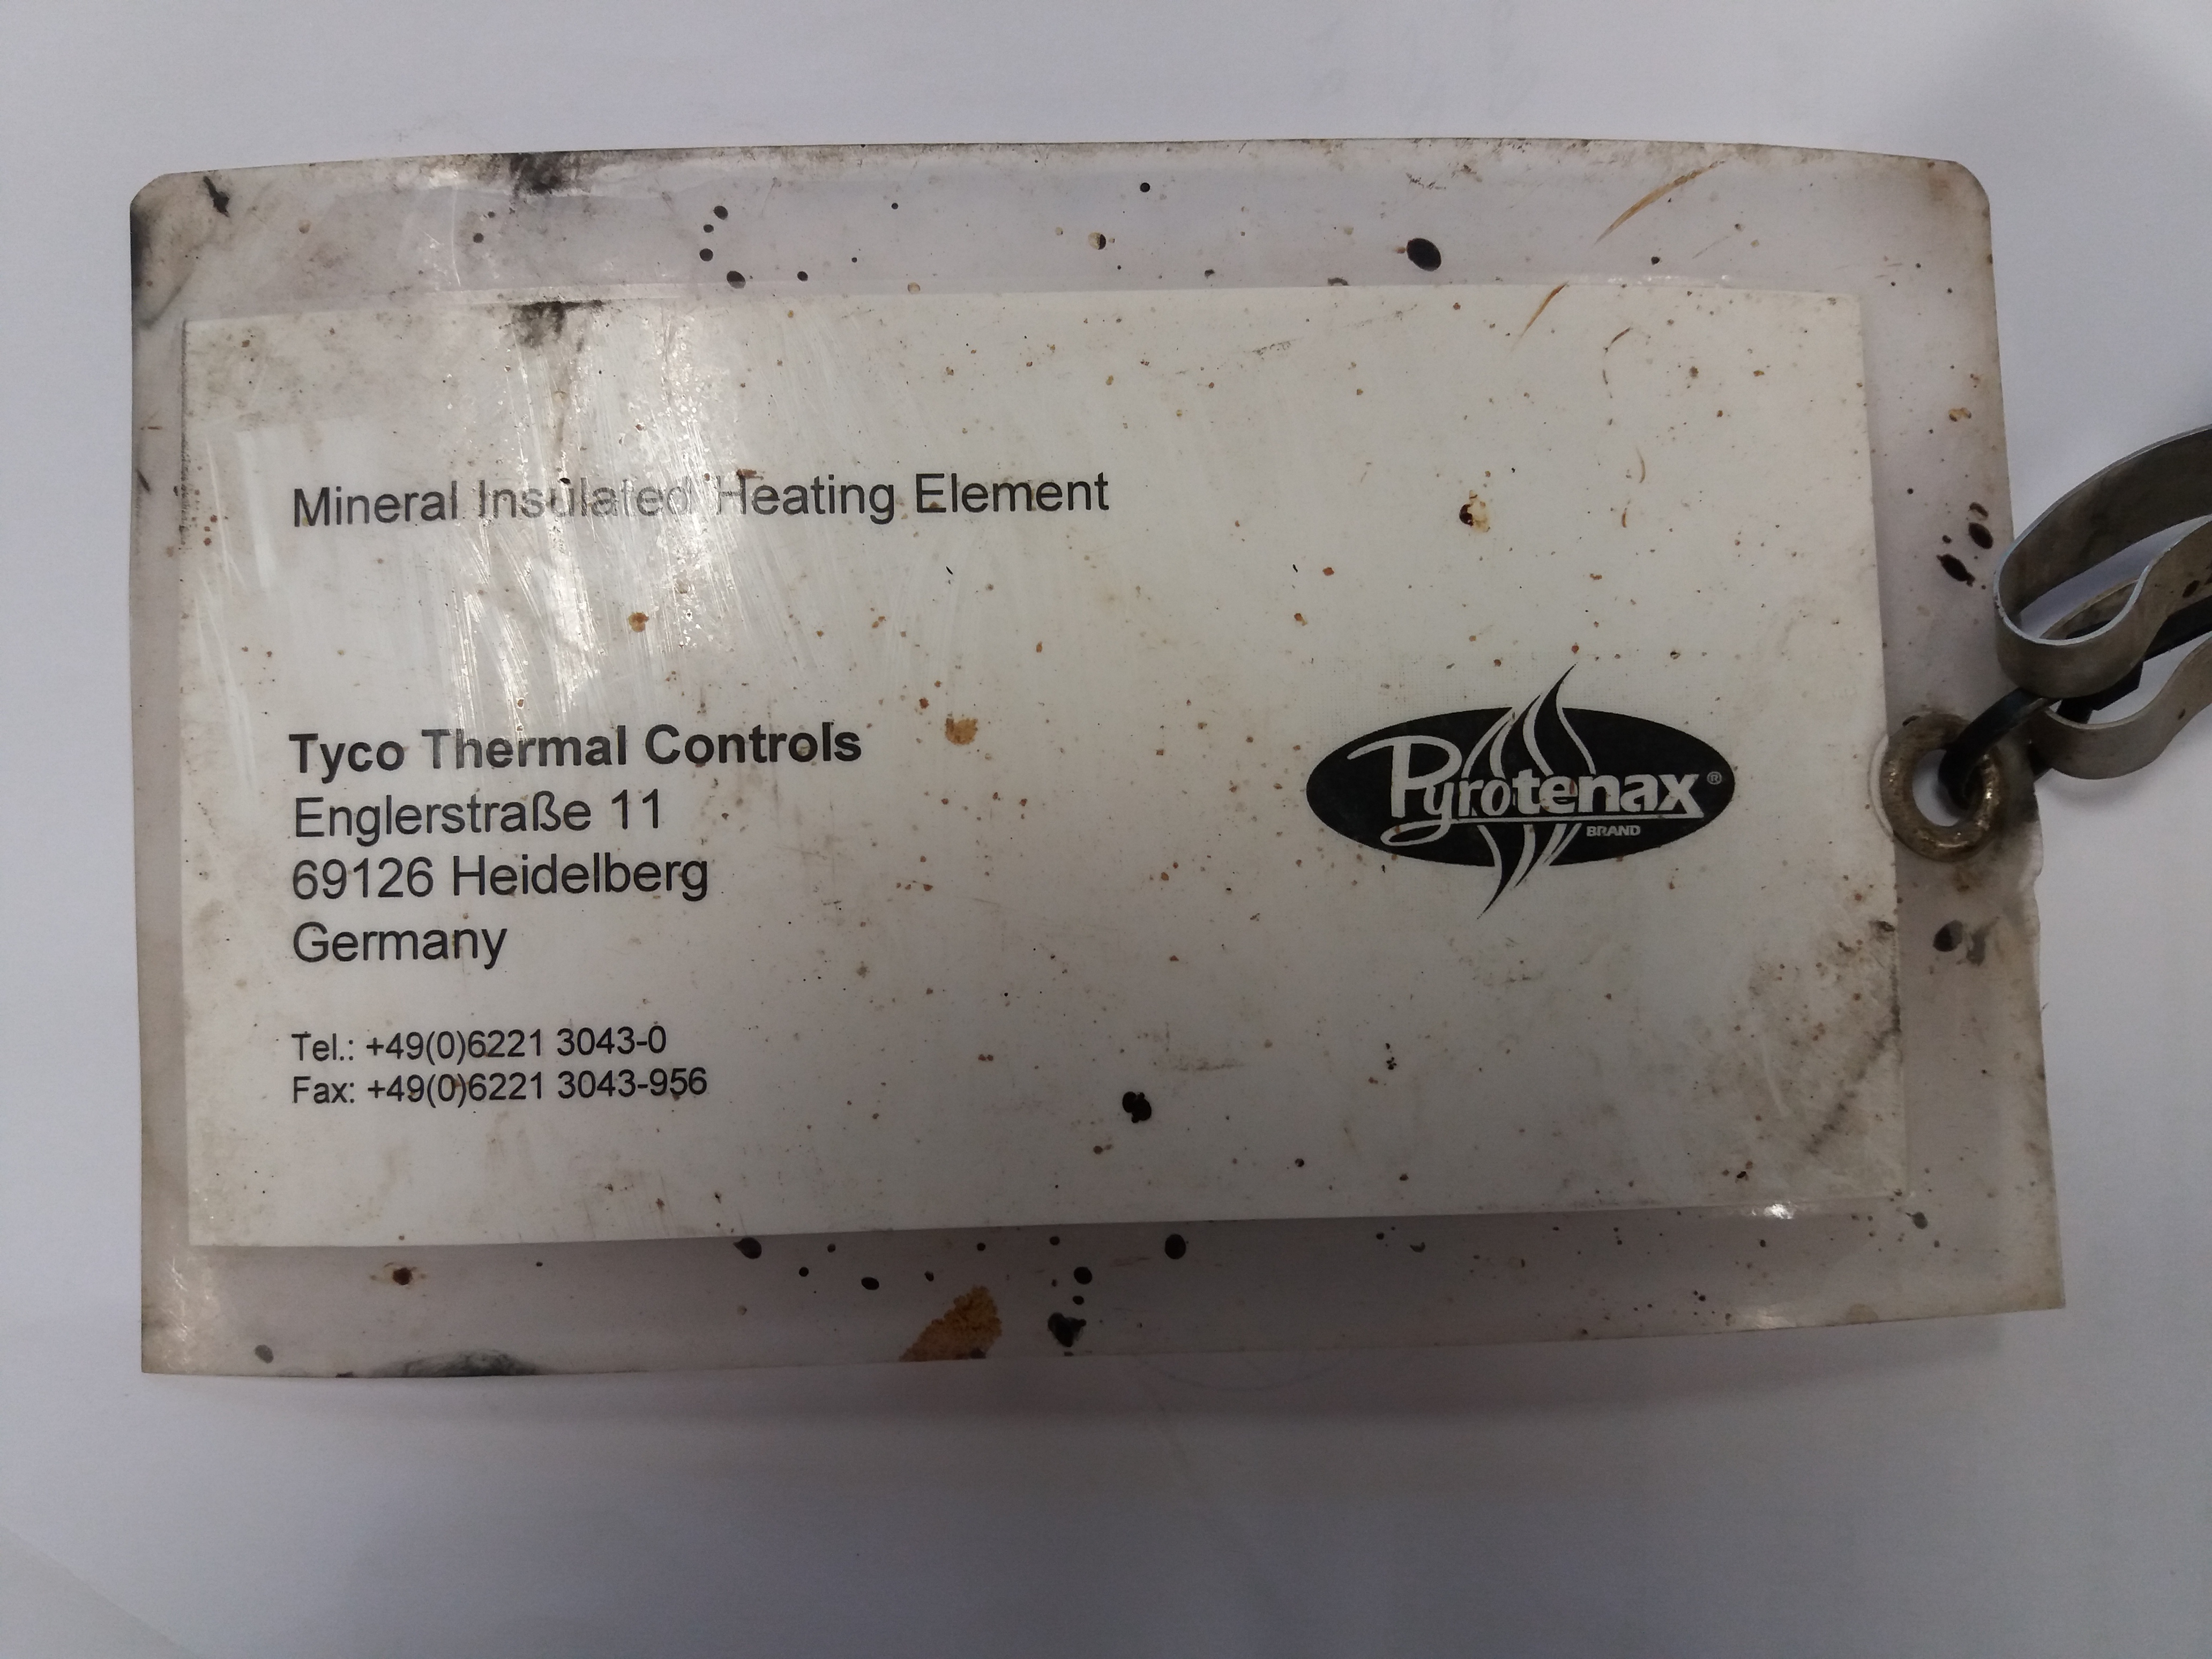 Mineral Insulated Heating Element
Tyco Thermal Controls
Englerstraße 11
69126 Heidelberg
Germany
Tel.: +49(0)6221 3043-0
Fax: +49(0)6221 3043-956
Pyrotenax®
BRAND